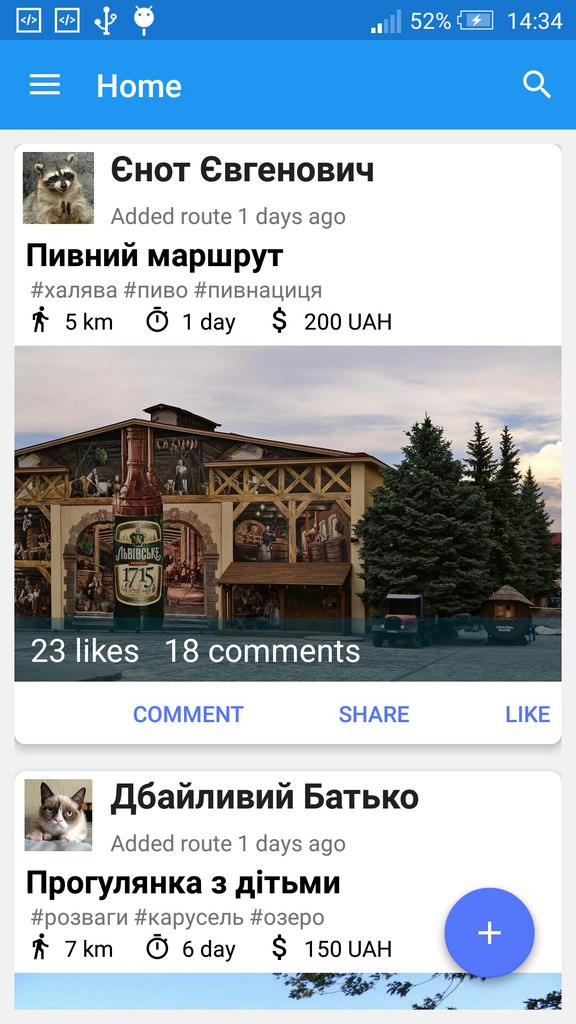 52% 14:34
Home
Єнот Євгенович
Added route 1 days ago
Пивний маршрут
#халява #пиво #пивнациця
5 km 1 day $ 200 UAH
ЛЬВІВСЬКЕ
1715
23 likes 18 comments
COMMENT SHARE LIKE
Дбайливий Батько
Added route 1 days ago
Прогулянка з дітьми
#розваги #карусель #озеро
7 km 6 day $ 150 UAH
+